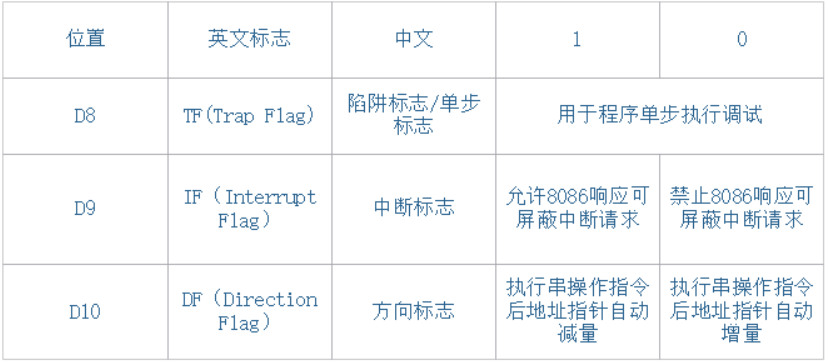 位置 英文标志 中文 1 0
D8 TF(Trap Flag) 陷阱标志/单步
标志 用于程序单步执行调试
D9 IF（Interrupt
Flag） 中断标志 允许8086响应可
屏蔽中断请求 禁止8086响应可
屏蔽中断请求
D10 DF（Direction
Flag） 方向标志 执行串操作指令
后地址指针自动
减量 执行串操作指令
后地址指针自动
增量